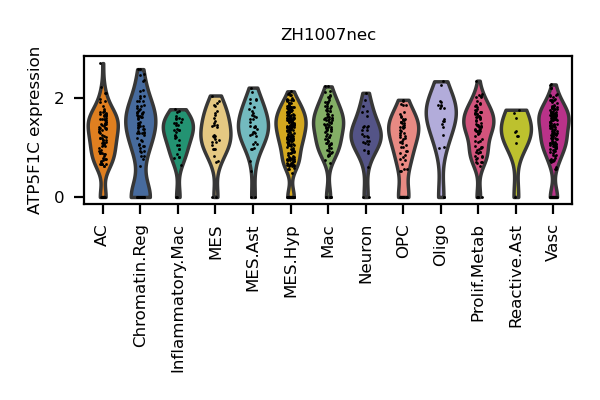 ZH1007nec
ATP5F1C expression
2
0
AC
Chromatin.Reg
Inflammatory.Mac
MES
MES.Ast
MES.Hyp
Mac
Neuron
OPC
Oligo
Prolif.Metab
Reactive.Ast
Vasc